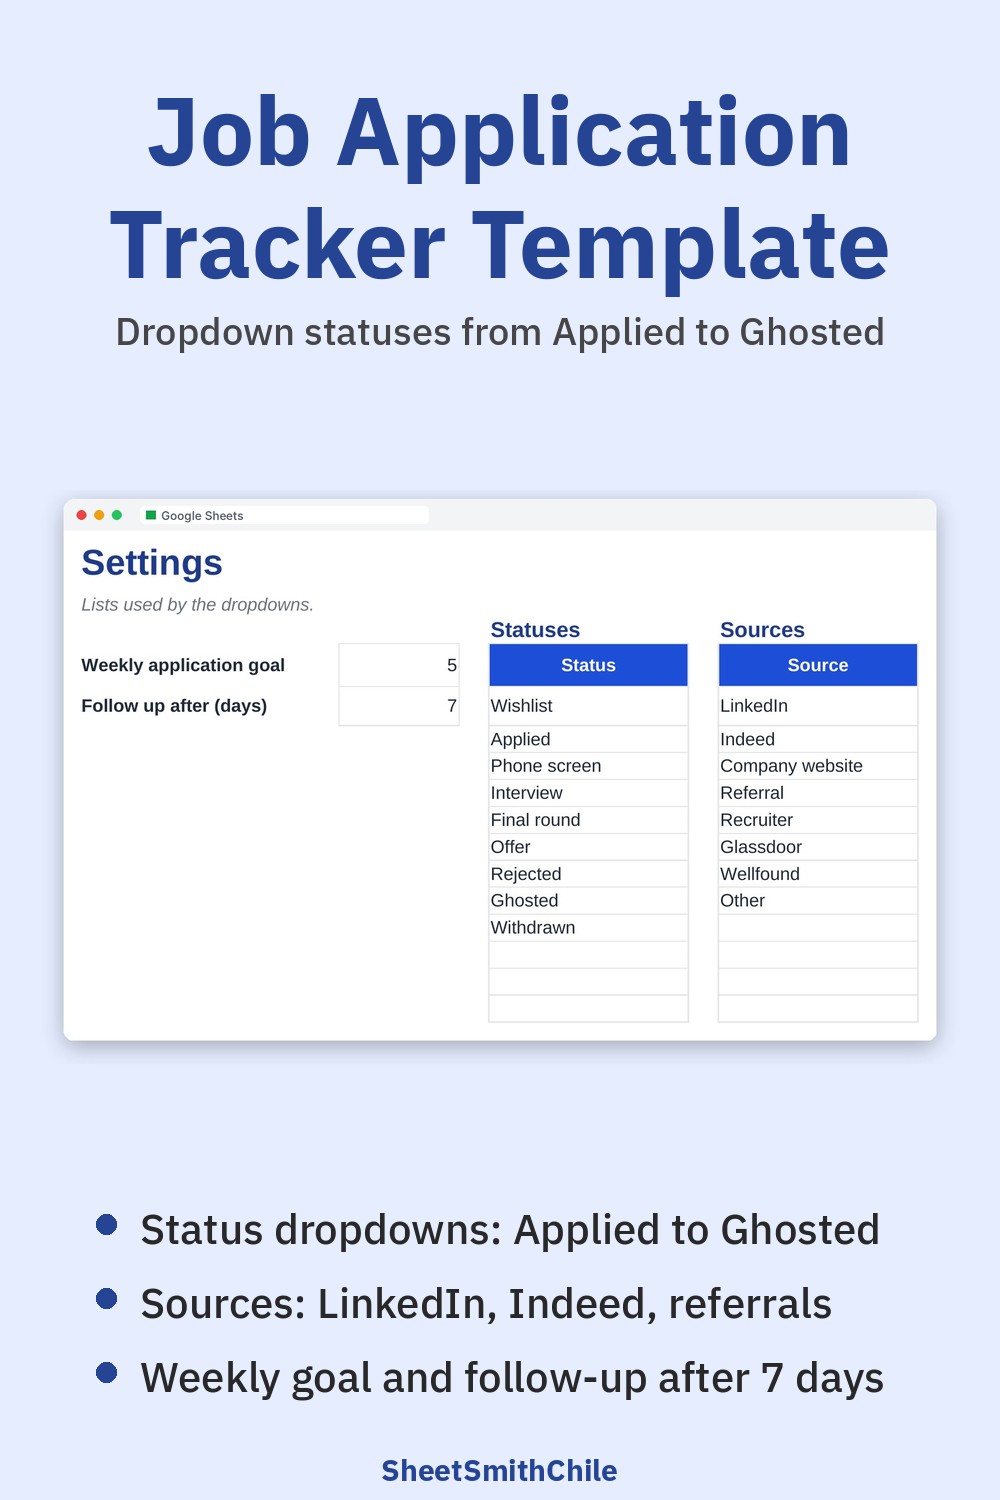 Job Application
Tracker Template
Dropdown statuses from Applied to Ghosted
Google Sheets
Settings
Lists used by the dropdowns.
Statuses Sources
Weekly application goal 5 Status Source
Follow up after (days) 7 Wishlist LinkedIn
Applied Indeed
Phone screen Company website
Interview Referral
Final round Recruiter
Offer Glassdoor
Rejected Wellfound
Ghosted Other
Withdrawn
Status dropdowns: Applied to Ghosted
Sources: LinkedIn, Indeed, referrals
Weekly goal and follow-up after 7 days
SheetSmithChile